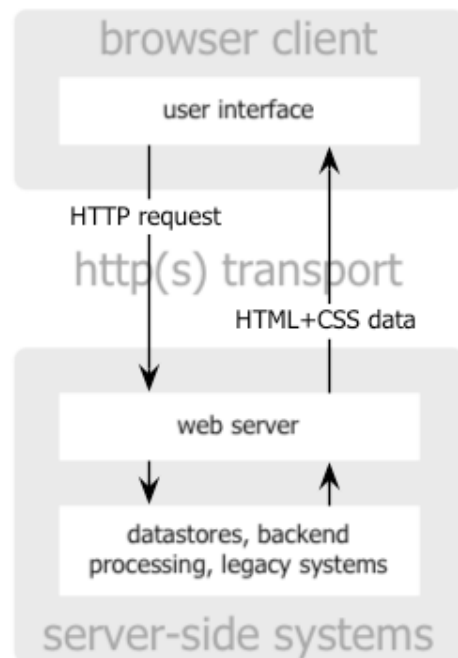 browser client
user interface
HTTP request
http(s) transport
HTML+CSS data
web server
datastores, backend
processing, legacy systems
server-side systems